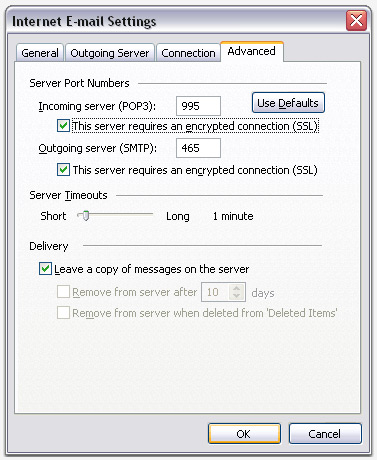 Internet E-mail Settings
General Outgoing Server Connection Advanced
Server Port Numbers
Incoming server (POP3): 995 Use Defaults
This server requires an encrypted connection (SSL)
Outgoing server (SMTP): 465
This server requires an encrypted connection (SSL)
Server Timeouts
Short Long 1 minute
Delivery
Leave a copy of messages on the server
Remove from server after 10 days
Remove from server when deleted from 'Deleted Items'
OK Cancel